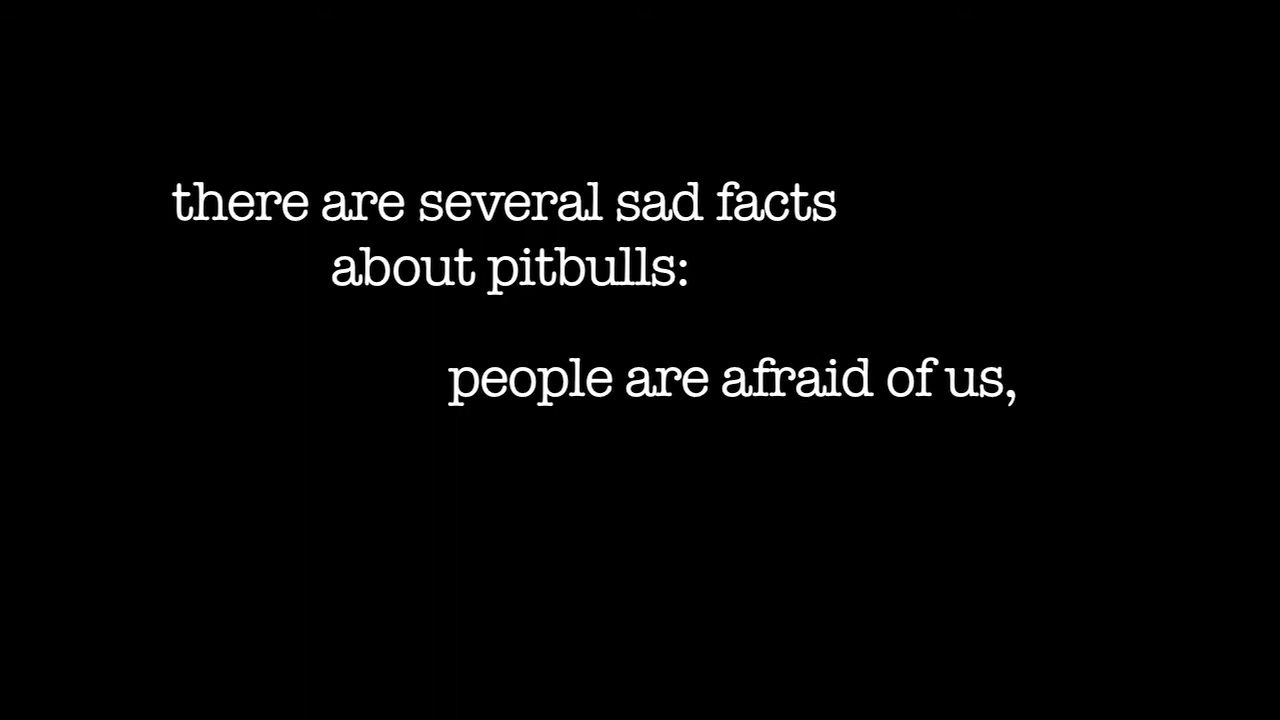 there are several sad facts
about pitbulls:
people are afraid of us,